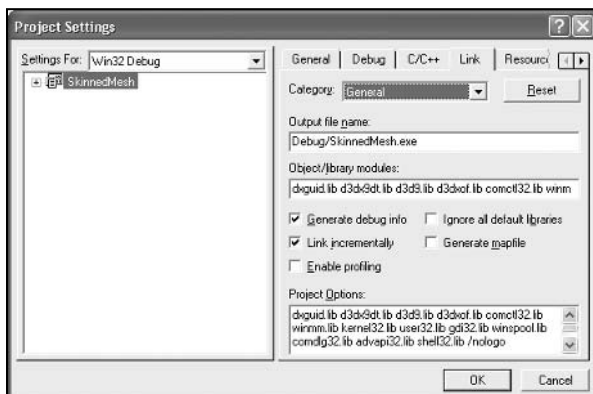 Project Settings
Settings For: Win32 Debug
SkinnedMesh
General Debug C/C++ Link Resourc
Category: General Reset
Output file name:
Debug/SkinnedMesh.exe
Object/library modules:
dxguid.lib d3dx9dt.lib d3d9.lib d3dxof.lib comctl32.lib winm
Generate debug info Ignore all default libraries
Link incrementally Generate mapfile
Enable profiling
Project Options:
dxguid.lib d3dx9dt.lib d3d9.lib d3dxof.lib comctl32.lib
winmm.lib kernel32.lib user32.lib gdi32.lib winspool.lib
comdlg32.lib advapi32.lib shell32.lib /nologo
OK Cancel